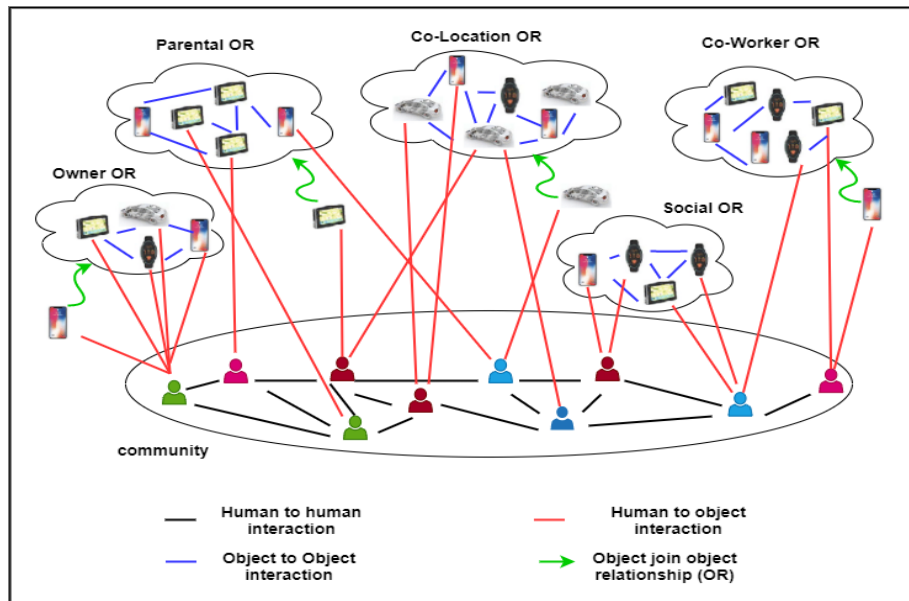 Parental OR
Co-Location OR
Co-Worker OR
Owner OR
Social OR
community
Human to human
interaction
Human to object
interaction
Object to Object
interaction
Object join object
relationship (OR)